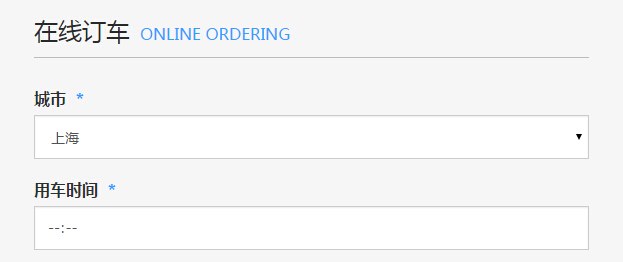 在线订车 ONLINE ORDERING
城市 *
上海
用车时间 *
--:--